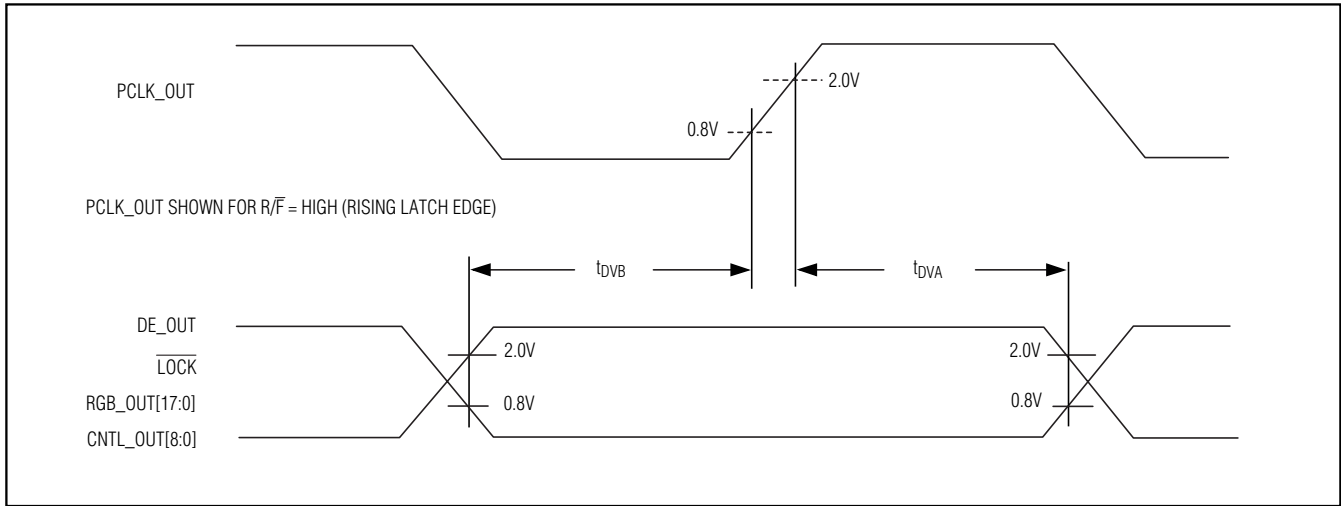 PCLK_OUT
2.0V
0.8V
PCLK_OUT SHOWN FOR R/F̅ = HIGH (RISING LATCH EDGE)
tDVB
tDVA
DE_OUT
L̅O̅C̅K̅
RGB_OUT[17:0]
CNTL_OUT[8:0]
2.0V
0.8V
2.0V
0.8V